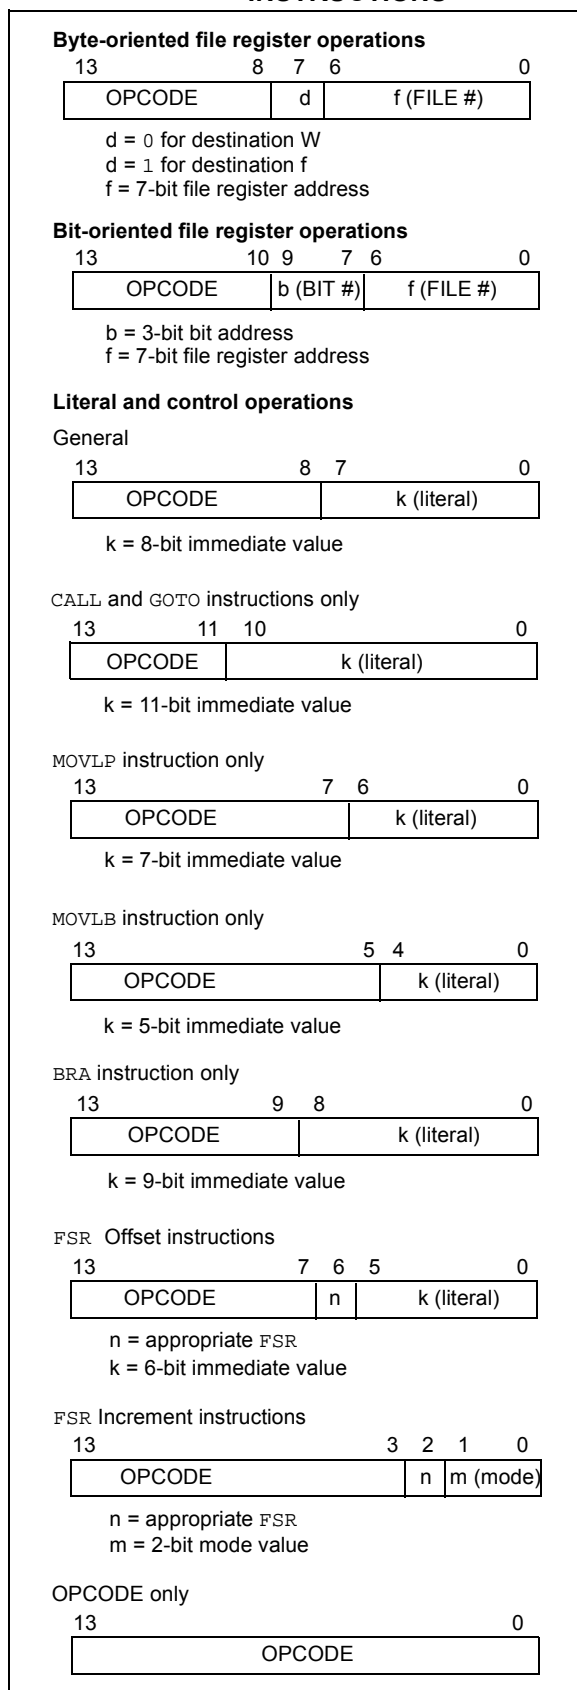 INSTRUCTIONS
Byte-oriented file register operations
13 8 7 6 0
OPCODE d f (FILE #)
d = 0 for destination W
d = 1 for destination f
f = 7-bit file register address
Bit-oriented file register operations
13 10 9 7 6 0
OPCODE b (BIT #) f (FILE #)
b = 3-bit bit address
f = 7-bit file register address
Literal and control operations
General
13 8 7 0
OPCODE k (literal)
k = 8-bit immediate value
CALL and GOTO instructions only
13 11 10 0
OPCODE k (literal)
k = 11-bit immediate value
MOVLP instruction only
13 7 6 0
OPCODE k (literal)
k = 7-bit immediate value
MOVLB instruction only
13 5 4 0
OPCODE k (literal)
k = 5-bit immediate value
BRA instruction only
13 9 8 0
OPCODE k (literal)
k = 9-bit immediate value
FSR Offset instructions
13 7 6 5 0
OPCODE n k (literal)
n = appropriate FSR
k = 6-bit immediate value
FSR Increment instructions
13 3 2 1 0
OPCODE n m (mode)
n = appropriate FSR
m = 2-bit mode value
OPCODE only
13 0
OPCODE